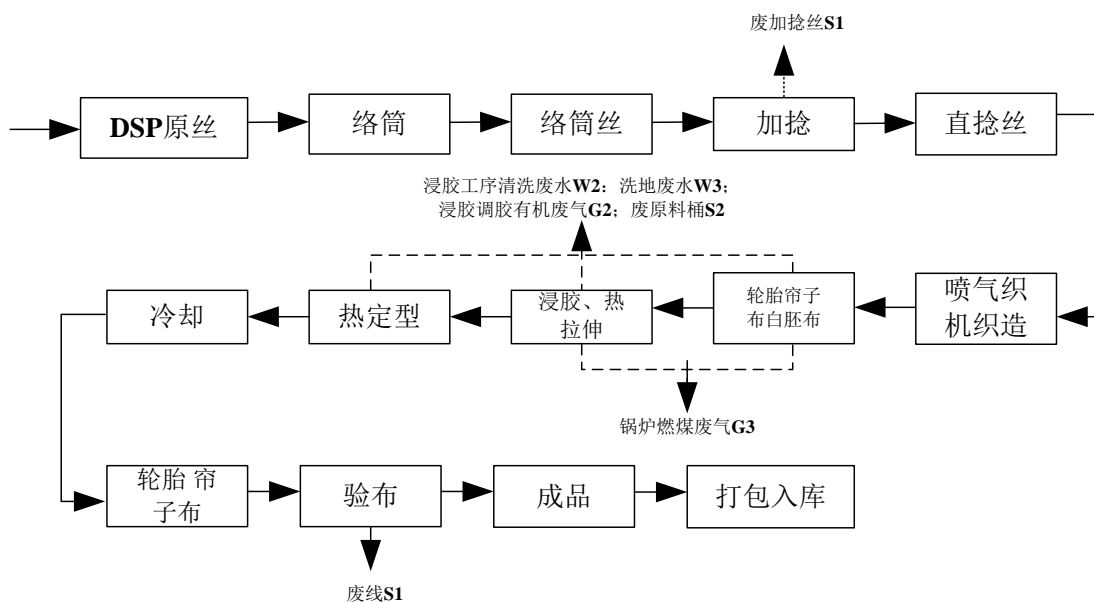 废加捻丝S1
DSP原丝
络筒
络筒丝
加捻
直捻丝
浸胶工序清洗废水W2：洗地废水W3；
浸胶调胶有机废气G2；废原料桶S2
冷却
热定型
浸胶、热
拉伸
轮胎帘子
布白胚布
喷气织
机织造
锅炉燃煤废气G3
轮胎 帘
子布
验布
成品
打包入库
废线S1